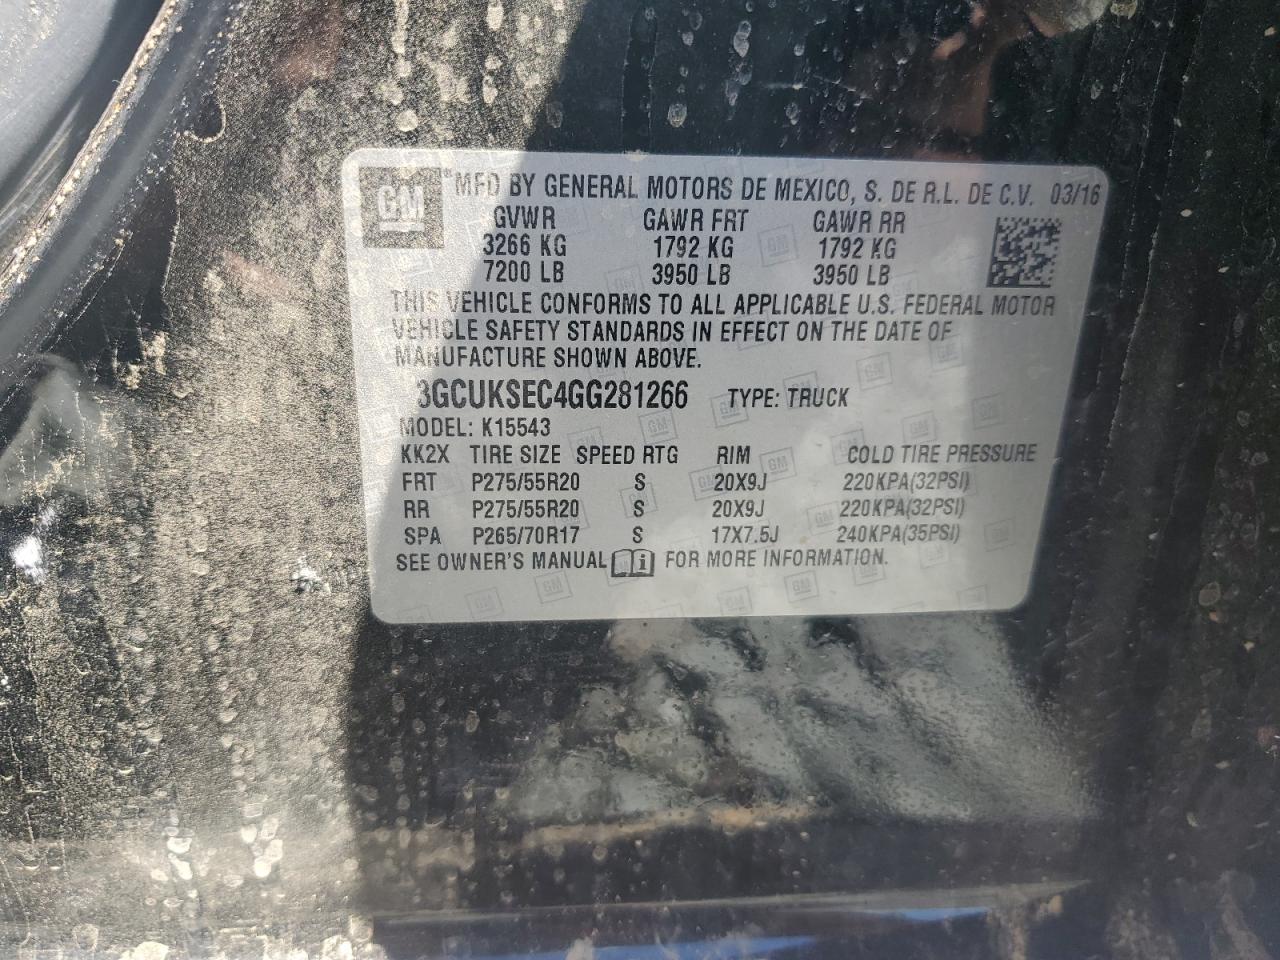 GM ® MFD BY GENERAL MOTORS DE MEXICO, S. DE R.L. DE C.V. 03/16
GVWR GAWR FRT GAWR RR
3266 KG 1792 KG 1792 KG
7200 LB 3950 LB 3950 LB
THIS VEHICLE CONFORMS TO ALL APPLICABLE U.S. FEDERAL MOTOR
VEHICLE SAFETY STANDARDS IN EFFECT ON THE DATE OF
MANUFACTURE SHOWN ABOVE.
3GCUKSEC4GG281266 TYPE: TRUCK
MODEL: K15543
KK2X TIRE SIZE SPEED RTG RIM COLD TIRE PRESSURE
FRT P275/55R20 S 20X9J 220KPA(32PSI)
RR P275/55R20 S 20X9J 220KPA(32PSI)
SPA P265/70R17 S 17X7.5J 240KPA(35PSI)
SEE OWNER'S MANUAL i FOR MORE INFORMATION.